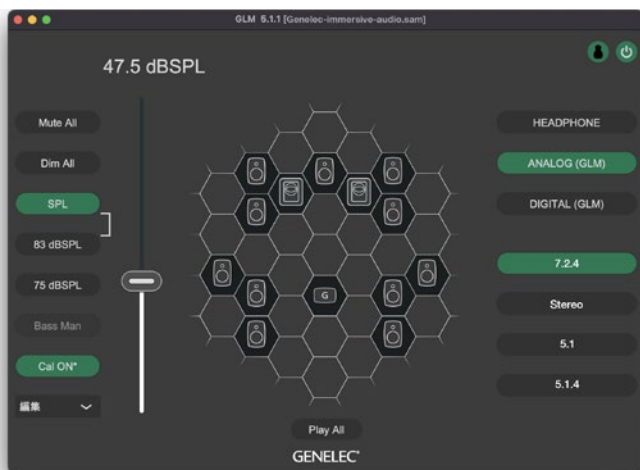 GLM 5.1.1 [Genelec-immersive-audio.sam]
47.5 dBSPL
Mute All
Dim All
SPL
83 dBSPL
75 dBSPL
Bass Man
Cal ON*
編集
G
Play All
GENELEC®
HEADPHONE
ANALOG (GLM)
DIGITAL (GLM)
7.2.4
Stereo
5.1
5.1.4